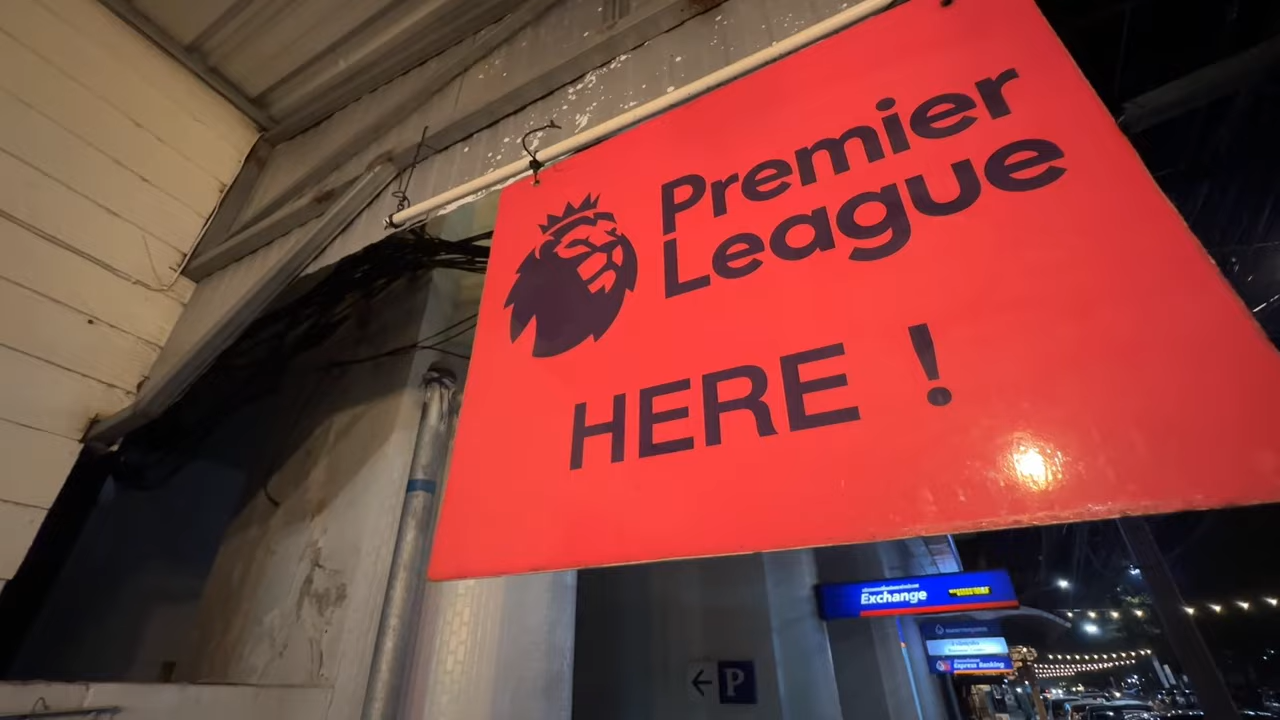 Premier
League
HERE !
Exchange
P
Express Banking